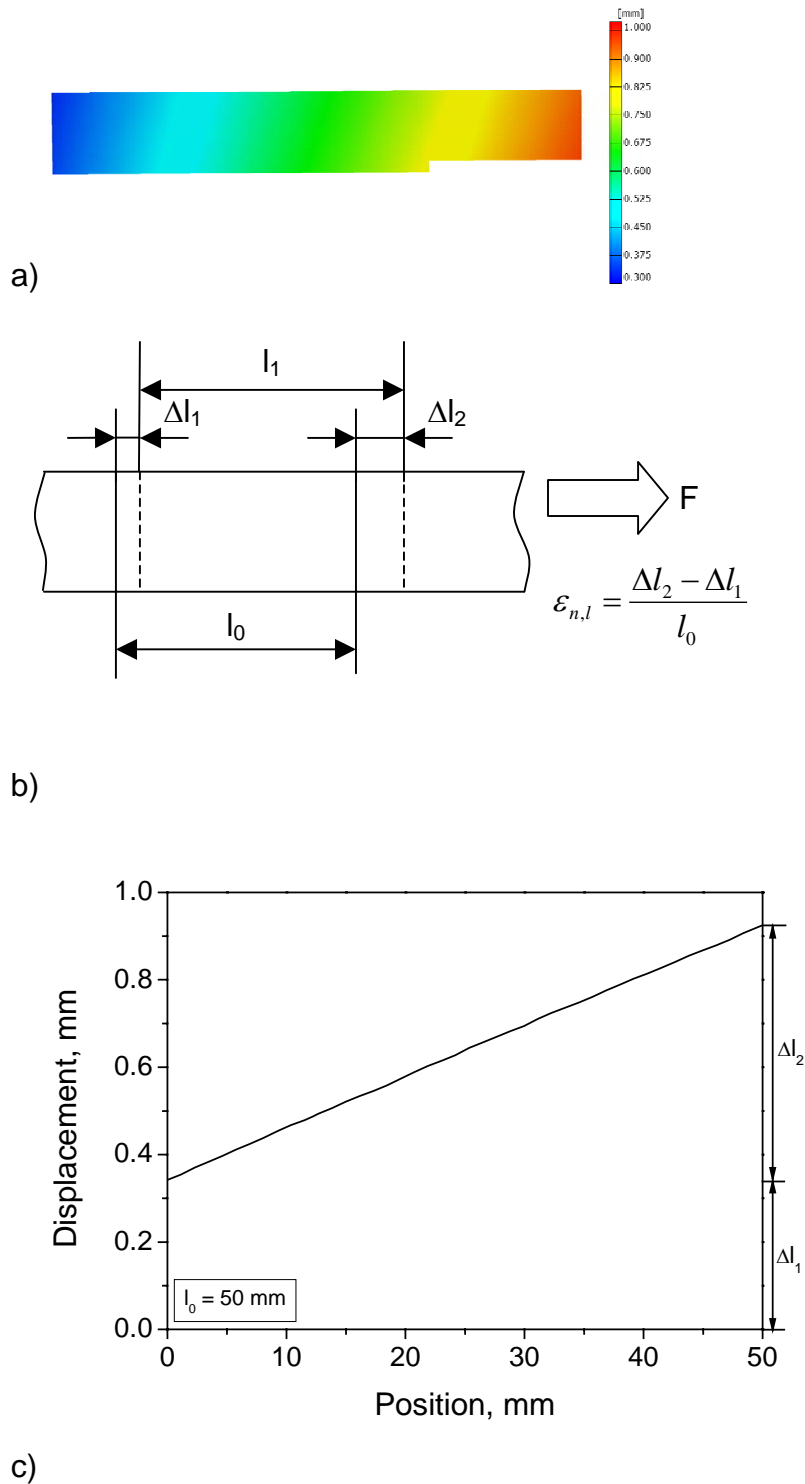 [mm]
1.000
0.900
0.825
0.750
0.675
0.600
0.525
0.450
0.375
0.300
a)
l₁
Δl₁
Δl₂
F
l₀
εₙ,ₗ = (Δl₂ − Δl₁) / l₀
b)
1.0
0.8
0.6
0.4
0.2
0.0
Displacement, mm
Δl₂
Δl₁
l₀ = 50 mm
0 10 20 30 40 50
Position, mm
c)